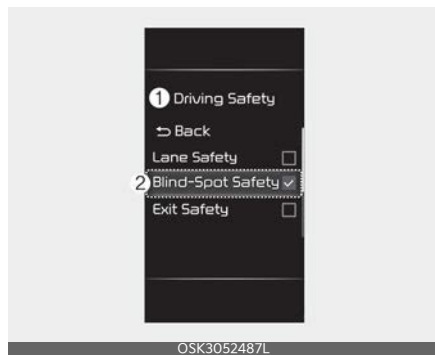 1 Driving Safety
Back
Lane Safety
2 Blind-Spot Safety
Exit Safety
OSK3052487L